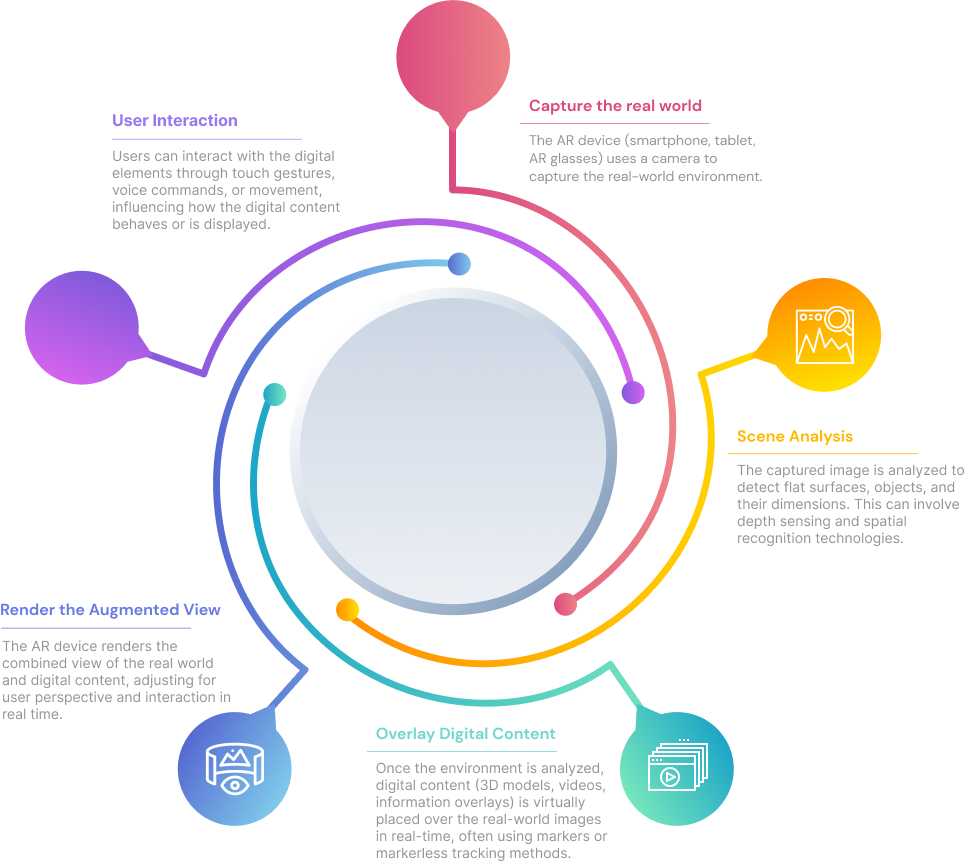 Capture the real world
The AR device (smartphone, tablet,
AR glasses) uses a camera to
capture the real-world environment.
User Interaction
Users can interact with the digital
elements through touch gestures,
voice commands, or movement,
influencing how the digital content
behaves or is displayed.
Scene Analysis
The captured image is analyzed to
detect flat surfaces, objects, and
their dimensions. This can involve
depth sensing and spatial
recognition technologies.
Render the Augmented View
The AR device renders the
combined view of the real world
and digital content, adjusting for
user perspective and interaction in
real time.
Overlay Digital Content
Once the environment is analyzed,
digital content (3D models, videos,
information overlays) is virtually
placed over the real-world images
in real-time, often using markers or
markerless tracking methods.